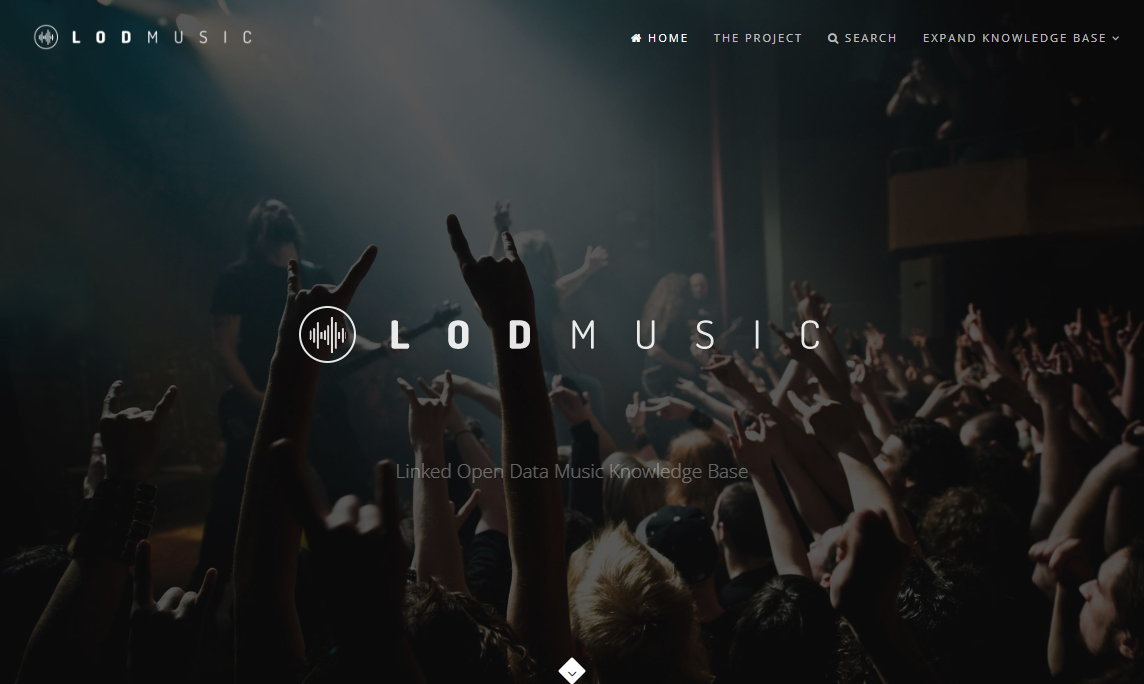 LODMUSIC
HOME THE PROJECT SEARCH EXPAND KNOWLEDGE BASE
LODMUSIC
Linked Open Data Music Knowledge Base